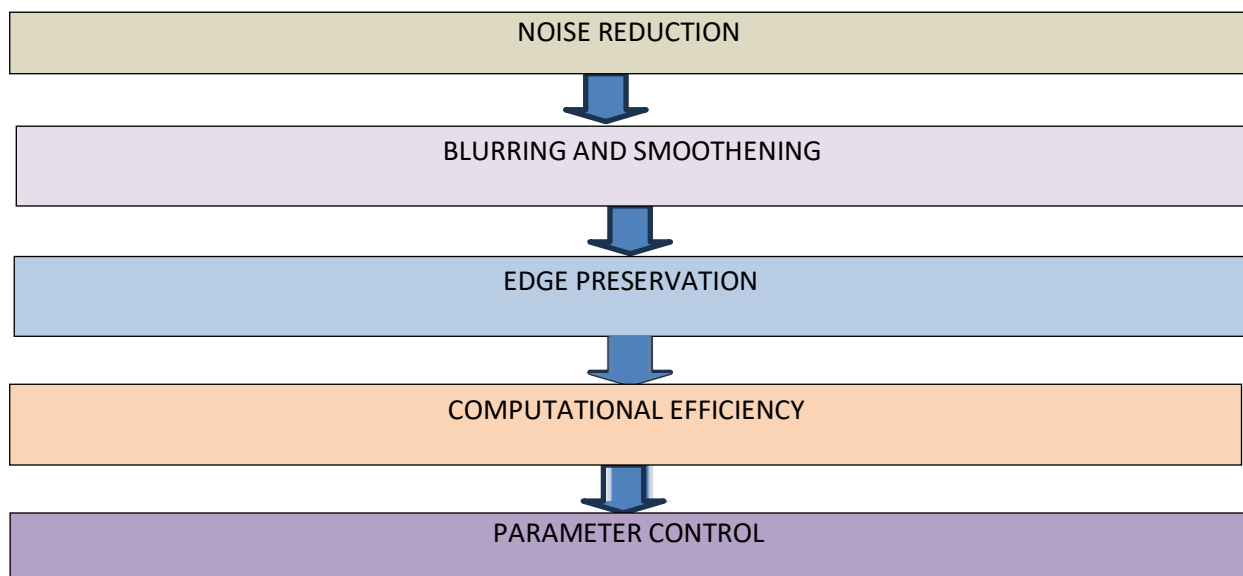 NOISE REDUCTION
BLURRING AND SMOOTHENING
EDGE PRESERVATION
COMPUTATIONAL EFFICIENCY
PARAMETER CONTROL